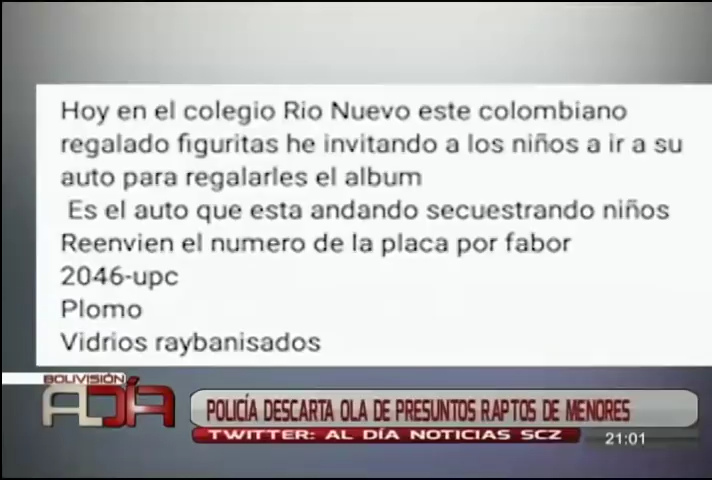 Hoy en el colegio Rio Nuevo este colombiano
regalado figuritas he invitando a los niños a ir a su
auto para regalarles el album
Es el auto que esta andando secuestrando niños
Reenvien el numero de la placa por fabor
2046-upc
Plomo
Vidrios raybanisados
BOLIVISIÓN
AL DÍA
POLICÍA DESCARTA OLA DE PRESUNTOS RAPTOS DE MENORES
TWITTER: AL DÍA NOTICIAS SCZ
21:01